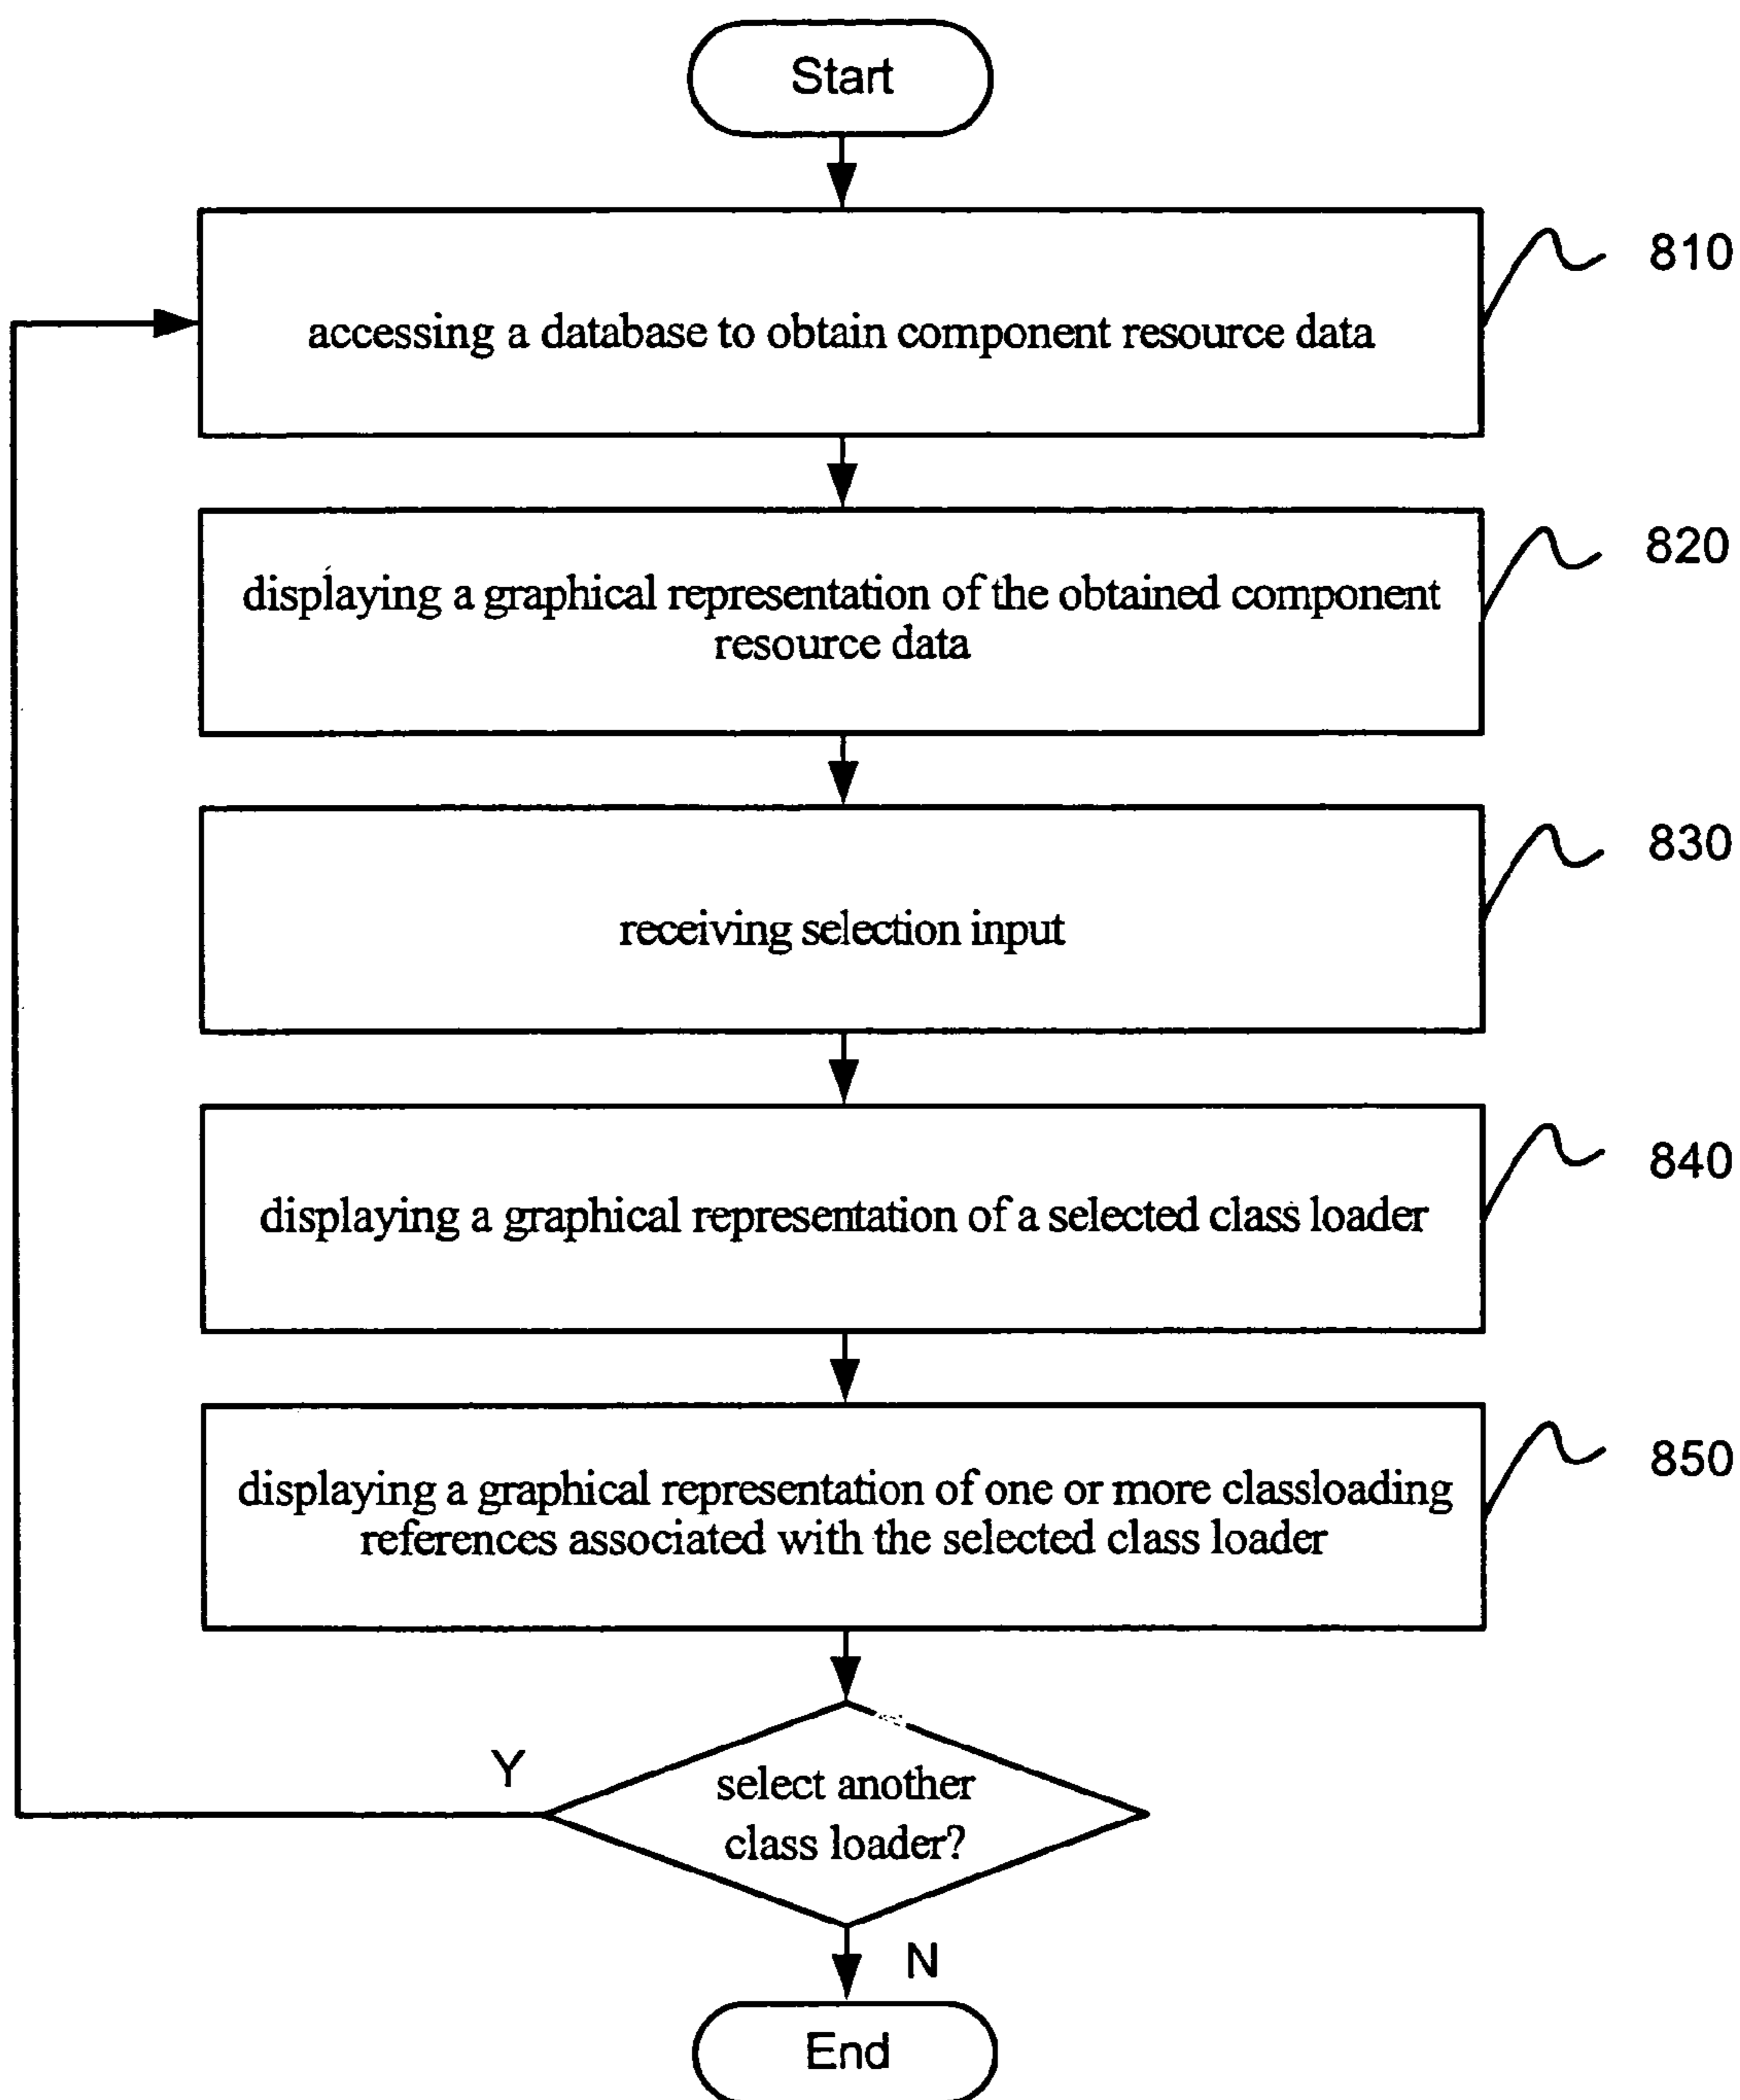 Start
accessing a database to obtain component resource data
810
displaying a graphical representation of the obtained component
resource data
820
receiving selection input
830
displaying a graphical representation of a selected class loader
840
displaying a graphical representation of one or more classloading
references associated with the selected class loader
850
Y
select another
class loader?
N
End